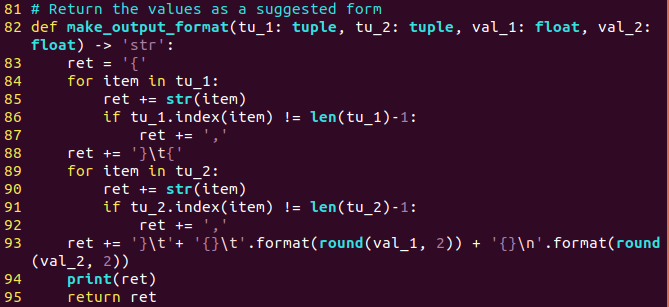 81 # Return the values as a suggested form
82 def make_output_format(tu_1: tuple, tu_2: tuple, val_1: float, val_2:
float) -> 'str':
83     ret = '{'
84     for item in tu_1:
85         ret += str(item)
86         if tu_1.index(item) != len(tu_1)-1:
87             ret += ','
88     ret += '}\t{'
89     for item in tu_2:
90         ret += str(item)
91         if tu_2.index(item) != len(tu_2)-1:
92             ret += ','
93     ret += '}\t'+ '{}\t'.format(round(val_1, 2)) + '{}\n'.format(round
(val_2, 2))
94     print(ret)
95     return ret